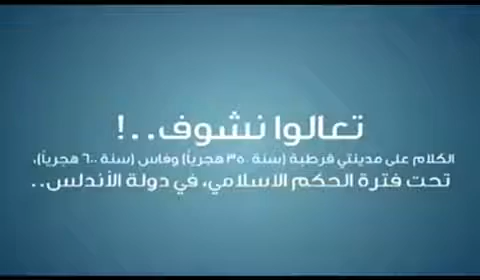 تعالوا نشوف..!
الكلام على مدينتي قرطبة (سنة ٣٥٠ هجرياً) وفاس (سنة ٦٠٠ هجرياً)،
تحت فترة الحكم الاسلامي، في دولة الأندلس..